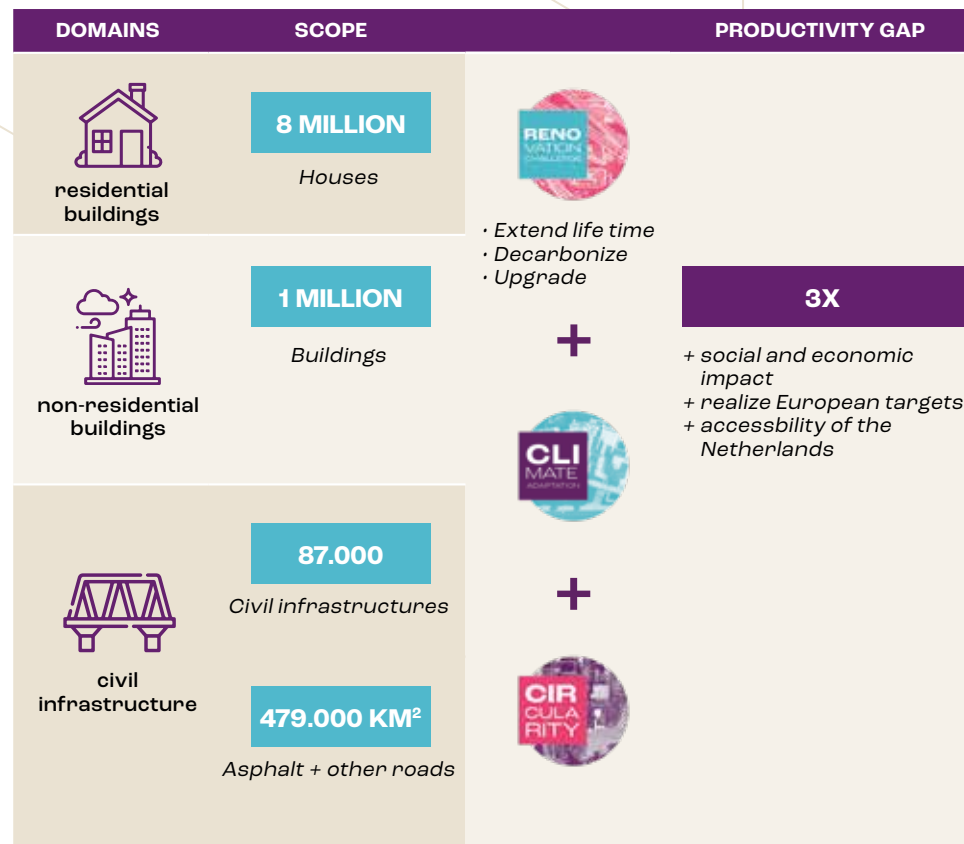 DOMAINS
SCOPE
PRODUCTIVITY GAP
residential
buildings
8 MILLION
Houses
non-residential
buildings
1 MILLION
Buildings
civil
infrastructure
87.000
Civil infrastructures
479.000 KM²
Asphalt + other roads
RENO
VATION
CHALLENGE
· Extend life time
· Decarbonize
· Upgrade
+
CLI
MATE
ADAPTATION
+
CIR
CULA
RITY
3X
+ social and economic
impact
+ realize European targets
+ accessbility of the
Netherlands